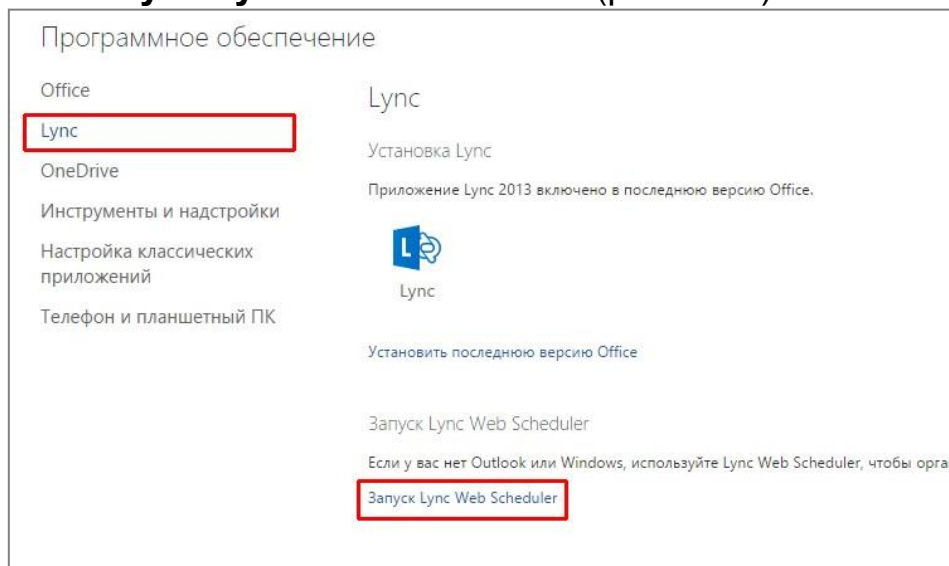 Программное обеспечение
Office
Lync
OneDrive
Инструменты и надстройки
Настройка классических
приложений
Телефон и планшетный ПК
Lync
Установка Lync
Приложение Lync 2013 включено в последнюю версию Office.
Lync
Установить последнюю версию Office
Запуск Lync Web Scheduler
Если у вас нет Outlook или Windows, используйте Lync Web Scheduler, чтобы орга
Запуск Lync Web Scheduler